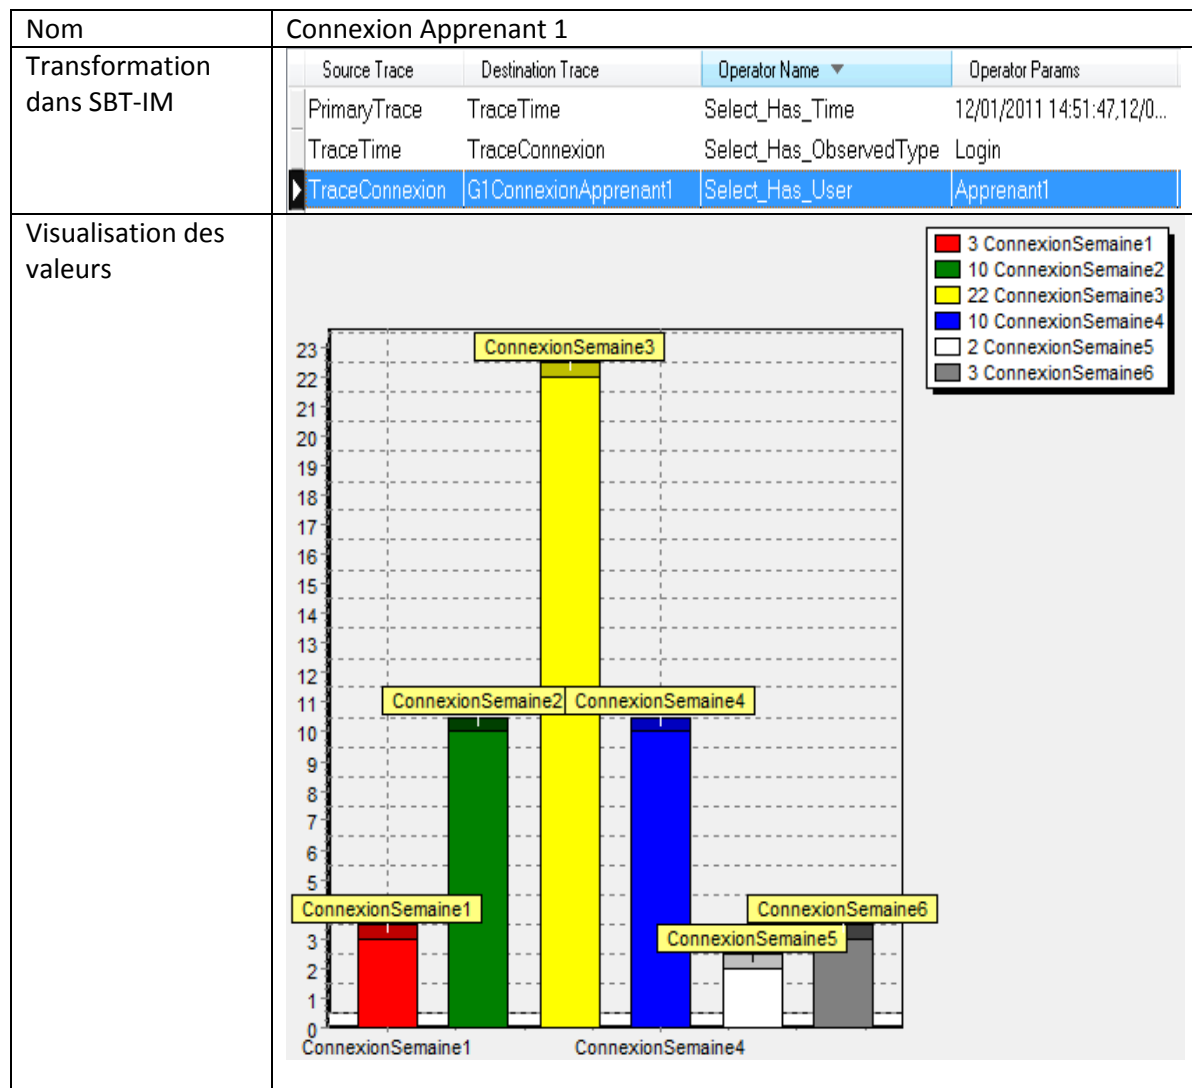 Nom
Connexion Apprenant 1
Transformation
dans SBT-IM
Source Trace Destination Trace Operator Name Operator Params
PrimaryTrace TraceTime Select_Has_Time 12/01/2011 14:51:47,12/0...
TraceTime TraceConnexion Select_Has_ObservedType Login
TraceConnexion G1ConnexionApprenant1 Select_Has_User Apprenant1
Visualisation des
valeurs
3 ConnexionSemaine1
10 ConnexionSemaine2
22 ConnexionSemaine3
10 ConnexionSemaine4
2 ConnexionSemaine5
3 ConnexionSemaine6
23
ConnexionSemaine3
22
21
20
19
18
17
16
15
14
13
12
11
ConnexionSemaine2 ConnexionSemaine4
10
9
8
7
6
5
ConnexionSemaine1 ConnexionSemaine6
3
ConnexionSemaine5
2
1
0
ConnexionSemaine1 ConnexionSemaine4